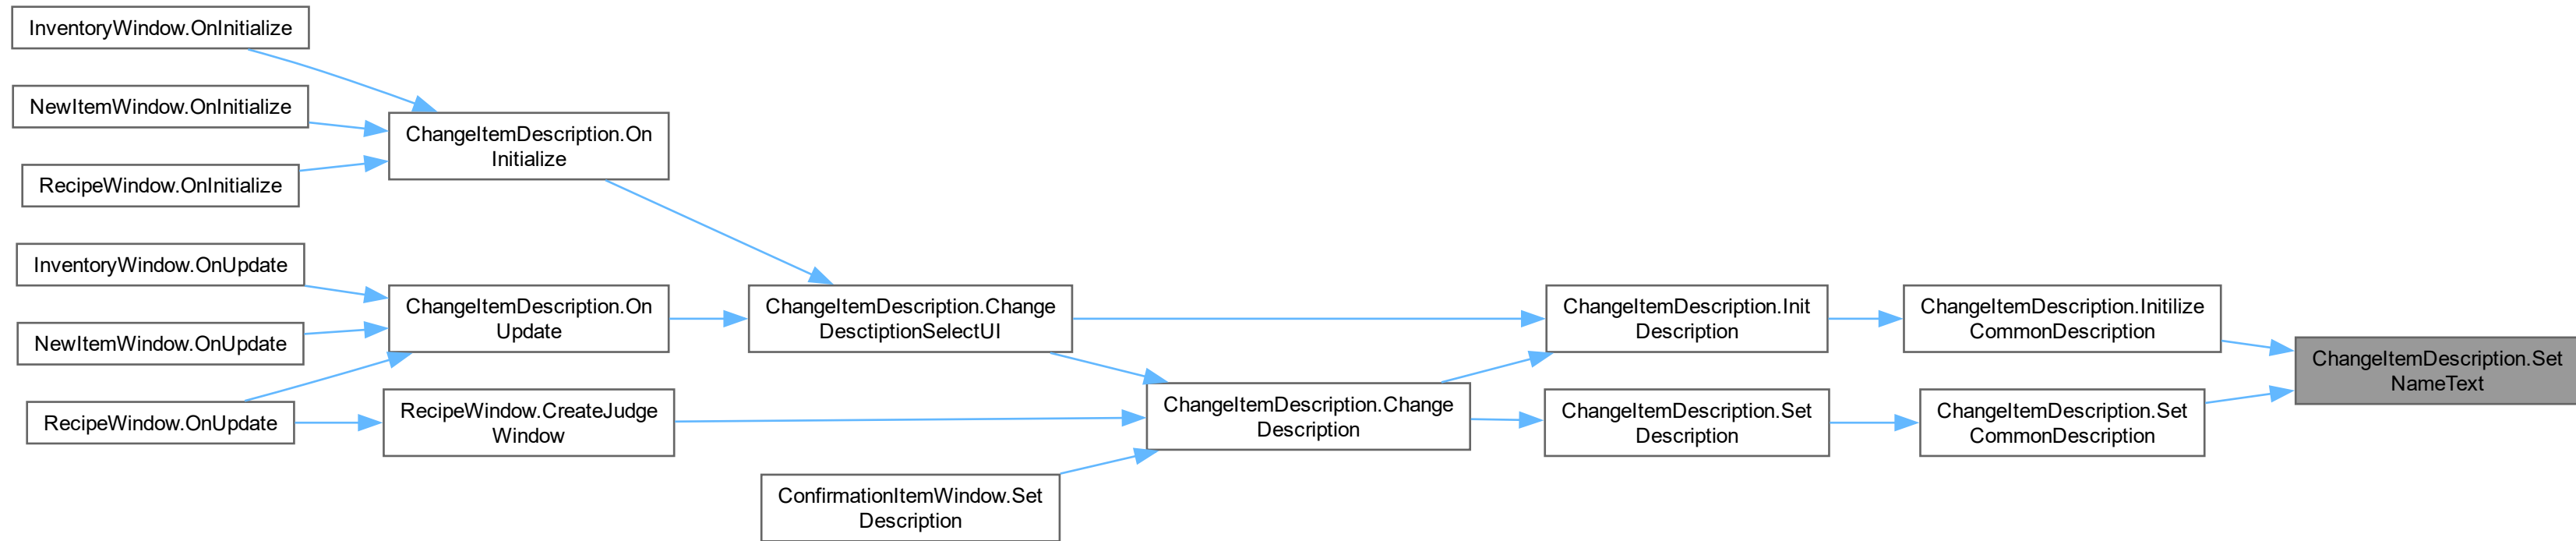 InventoryWindow.OnInitialize
NewItemWindow.OnInitialize
ChangeItemDescription.On
Initialize
RecipeWindow.OnInitialize
InventoryWindow.OnUpdate
NewItemWindow.OnUpdate
RecipeWindow.OnUpdate
ChangeItemDescription.On
Update
RecipeWindow.CreateJudge
Window
ChangeItemDescription.Change
DesctiptionSelectUI
ConfirmationItemWindow.Set
Description
ChangeItemDescription.Change
Description
ChangeItemDescription.Init
Description
ChangeItemDescription.Set
Description
ChangeItemDescription.Initilize
CommonDescription
ChangeItemDescription.Set
CommonDescription
ChangeItemDescription.Set
NameText